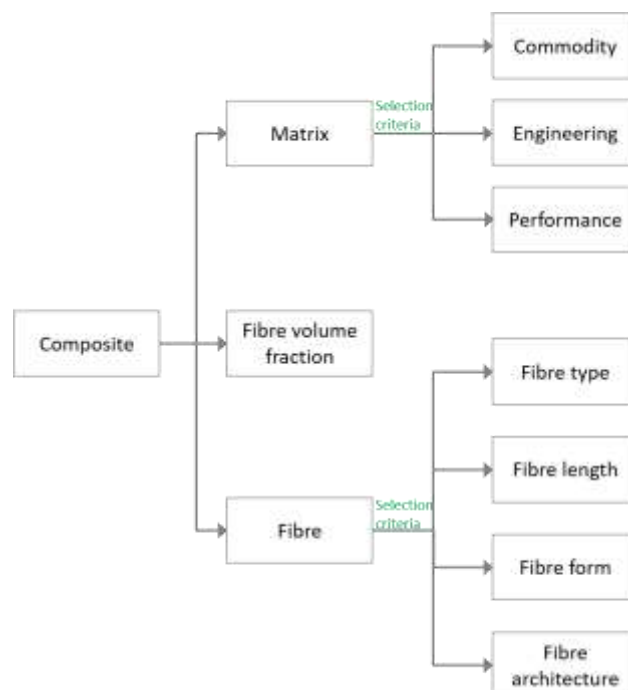 Commodity
Selection
criteria
Matrix
Engineering
Performance
Composite
Fibre volume
fraction
Fibre type
Fibre length
Selection
criteria
Fibre
Fibre form
Fibre
architecture